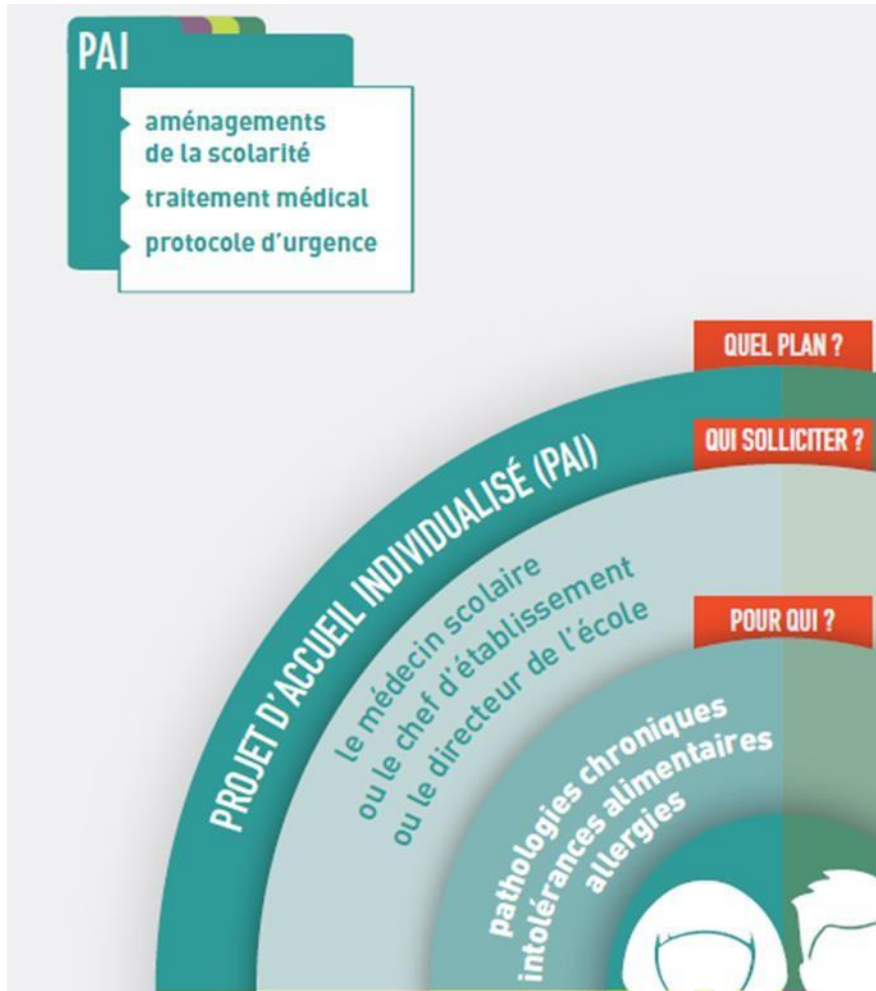 PAI
aménagements
de la scolarité
traitement médical
protocole d'urgence
QUEL PLAN ?
PROJET D'ACCUEIL INDIVIDUALISÉ (PAI)
QUI SOLLICITER ?
le médecin scolaire
ou le chef d'établissement
ou le directeur de l'école
POUR QUI ?
pathologies chroniques
intolérances alimentaires
allergies